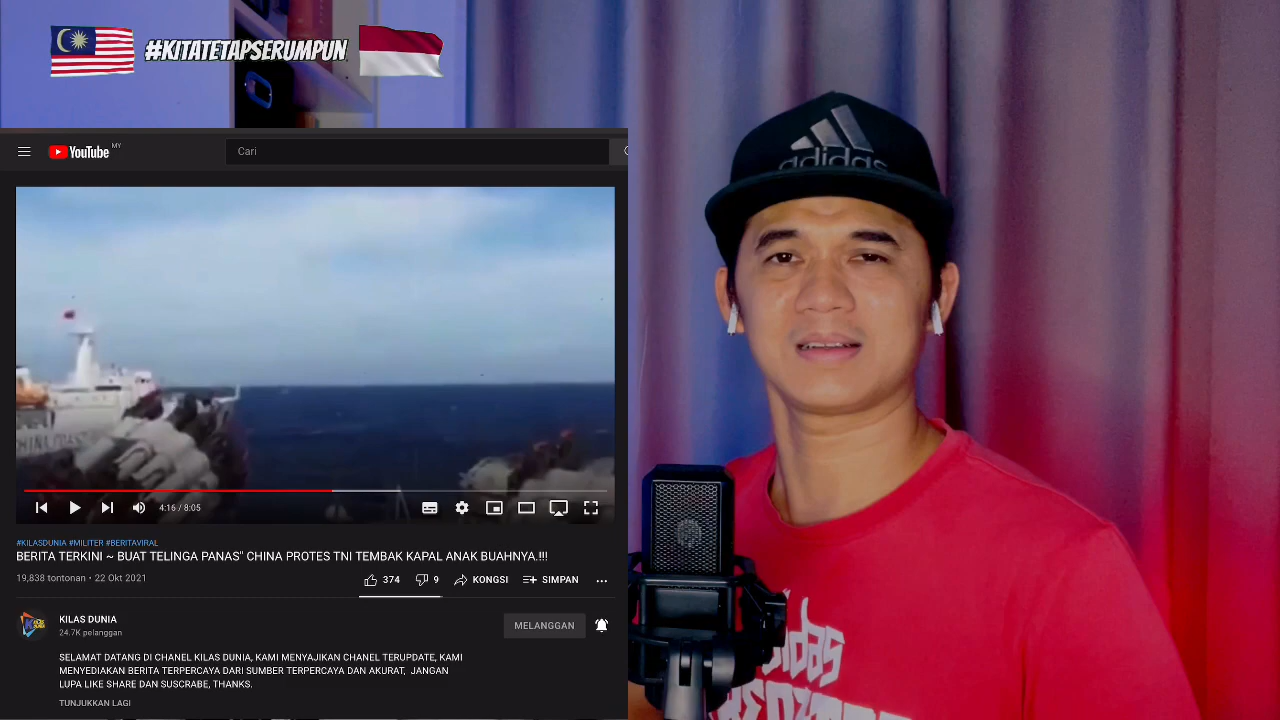 #KITATETAPSERUMPUN
YouTube MY
Cari
adidas
CHINA COAST
4:16 / 8:05
#KILASDUNIA #MILITER #BERITAVIRAL
BERITA TERKINI ~ BUAT TELINGA PANAS" CHINA PROTES TNI TEMBAK KAPAL ANAK BUAHNYA.!!!
19,838 tontonan • 22 Okt 2021
374
9
KONGSI
SIMPAN
KILAS DUNIA
24.7K pelanggan
MELANGGAN
SELAMAT DATANG DI CHANEL KILAS DUNIA, KAMI MENYAJIKAN CHANEL TERUPDATE, KAMI
MENYEDIAKAN BERITA TERPERCAYA DARI SUMBER TERPERCAYA DAN AKURAT, JANGAN
LUPA LIKE SHARE DAN SUSCRABE, THANKS.
TUNJUKKAN LAGI